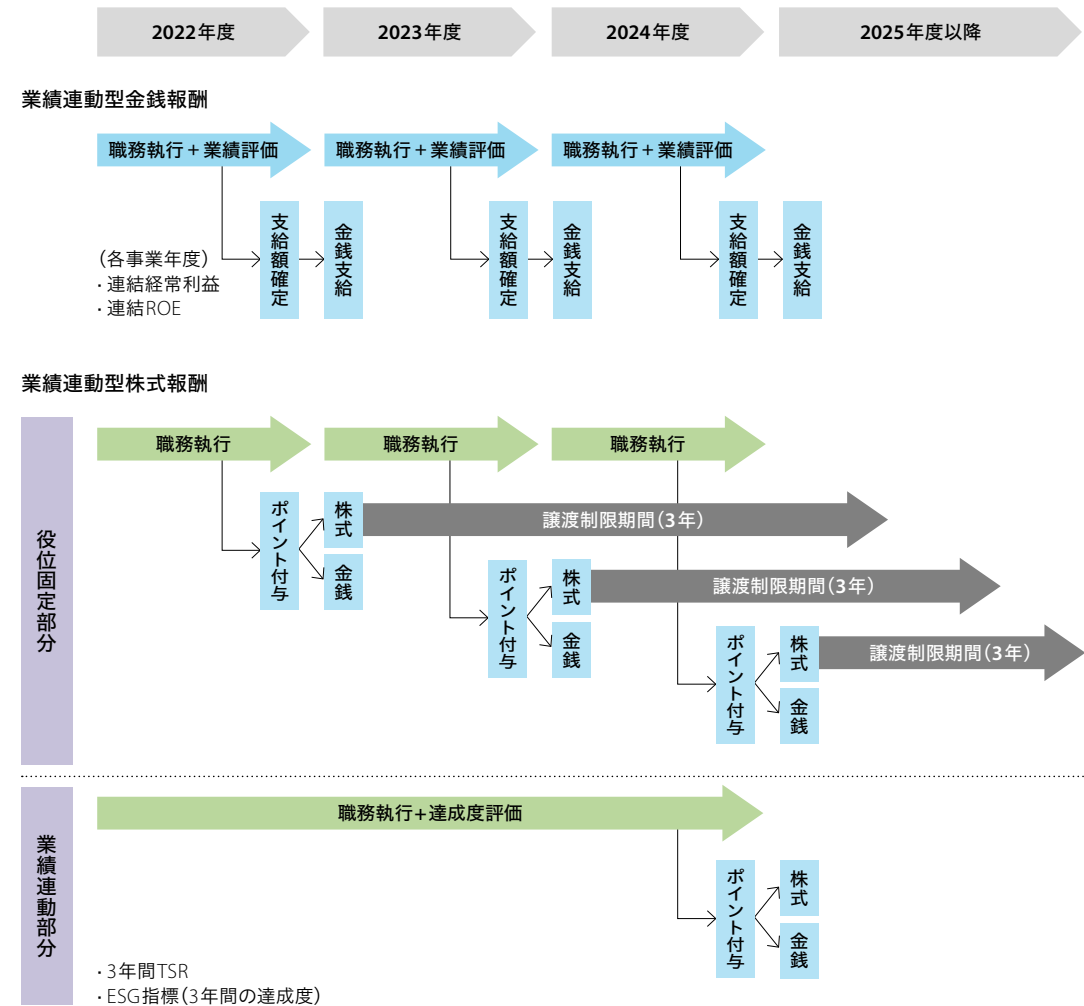 2022年度
2023年度
2024年度
2025年度以降
業績連動型金銭報酬
職務執行+業績評価
職務執行+業績評価
職務執行+業績評価
支給額確定
金銭支給
支給額確定
金銭支給
支給額確定
金銭支給
(各事業年度)
・連結経常利益
・連結ROE
業績連動型株式報酬
役位固定部分
職務執行
職務執行
職務執行
ポイント付与
株式
金銭
譲渡制限期間(3年)
ポイント付与
株式
金銭
譲渡制限期間(3年)
ポイント付与
株式
金銭
譲渡制限期間(3年)
業績連動部分
職務執行+達成度評価
ポイント付与
株式
金銭
・3年間TSR
・ESG指標(3年間の達成度)